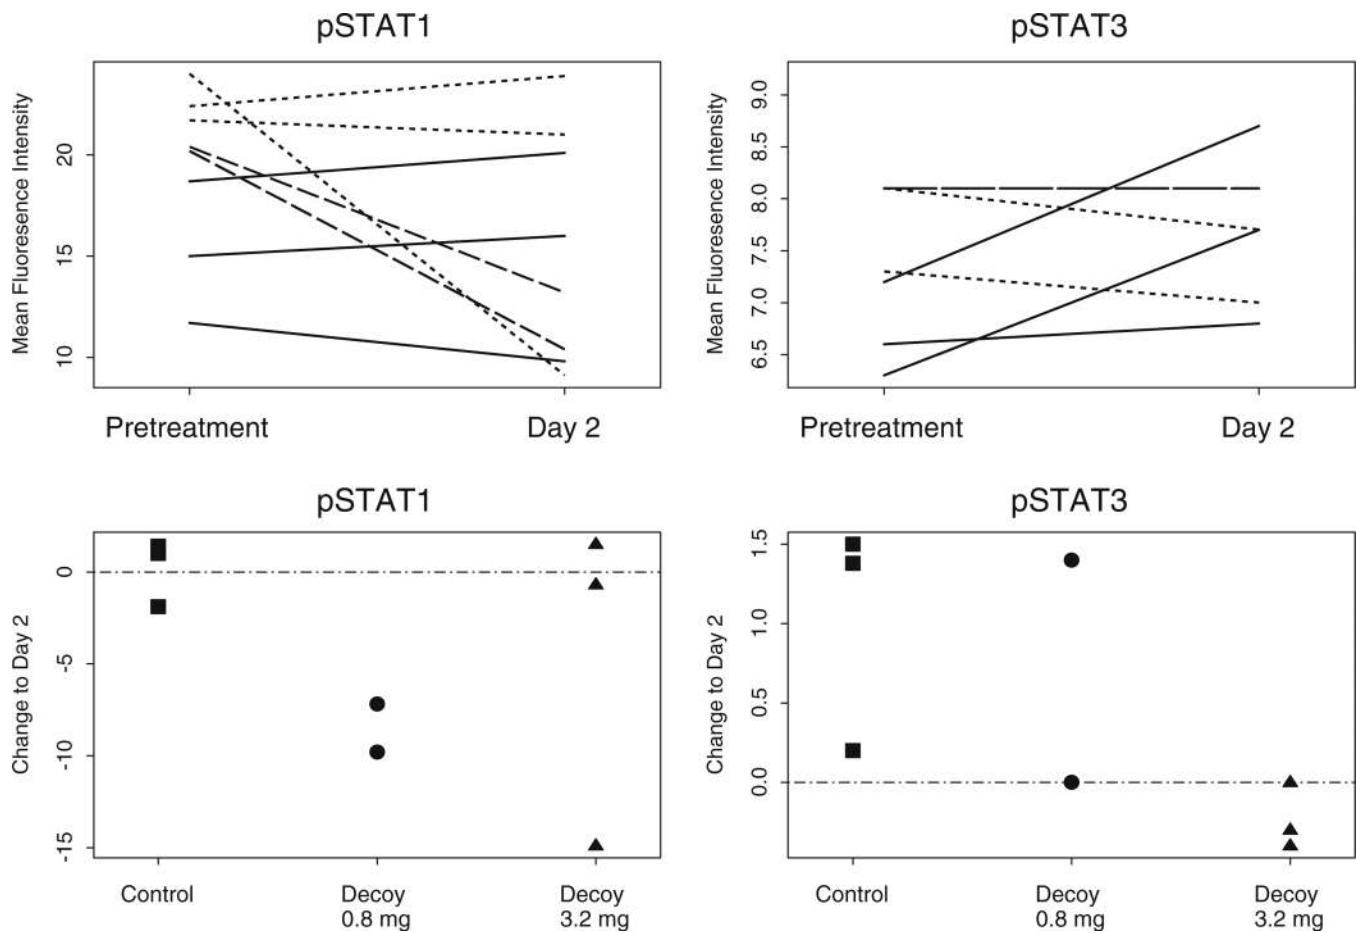 pSTAT1
Mean Fluoresence Intensity
20
15
10
Pretreatment
Day 2
pSTAT3
Mean Fluoresence Intensity
9.0
8.5
8.0
7.5
7.0
6.5
Pretreatment
Day 2
pSTAT1
Change to Day 2
0
-5
-10
-15
Control
Decoy
0.8 mg
Decoy
3.2 mg
pSTAT3
Change to Day 2
1.5
1.0
0.5
0.0
Control
Decoy
0.8 mg
Decoy
3.2 mg